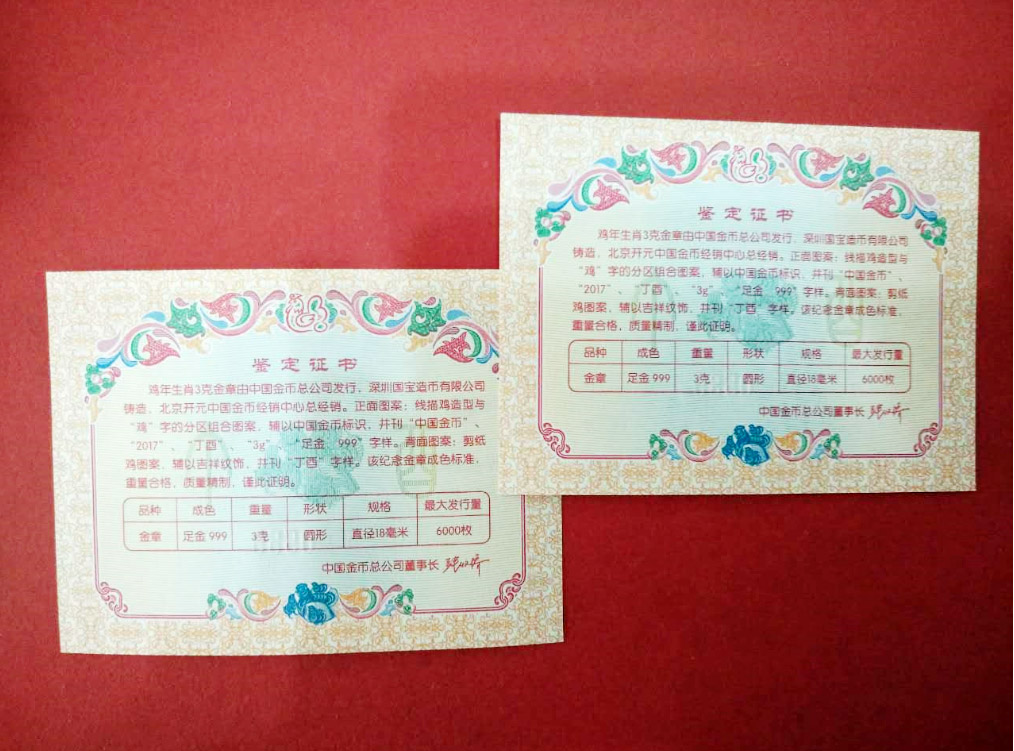 鉴定证书
鸡年生肖3克金章由中国金币总公司发行，深圳国宝造币有限公司
铸造，北京开元中国金币经销中心总经销。正面图案：线描鸡造型与
“鸡”字的分区组合图案，辅以中国金币标识，并刊“中国金币”、
“2017”、“丁酉”、“3g”、“足金 999”字样。背面图案：剪纸
鸡图案，辅以吉祥纹饰，并刊“丁酉”字样。该纪念金章成色标准，
重量合格，质量精制，谨此证明。
品种 成色 重量 形状 规格 最大发行量
金章 足金 999 3克 圆形 直径18毫米 6000枚
中国金币总公司董事长
鉴定证书
鸡年生肖3克金章由中国金币总公司发行，深圳国宝造币有限公司
铸造，北京开元中国金币经销中心总经销。正面图案：线描鸡造型与
“鸡”字的分区组合图案，辅以中国金币标识，并刊“中国金币”、
“2017”、“丁酉”、“3g”、“足金 999”字样。背面图案：剪纸
鸡图案，辅以吉祥纹饰，并刊“丁酉”字样。该纪念金章成色标准，
重量合格，质量精制，谨此证明。
品种 成色 重量 形状 规格 最大发行量
金章 足金 999 3克 圆形 直径18毫米 6000枚
中国金币总公司董事长